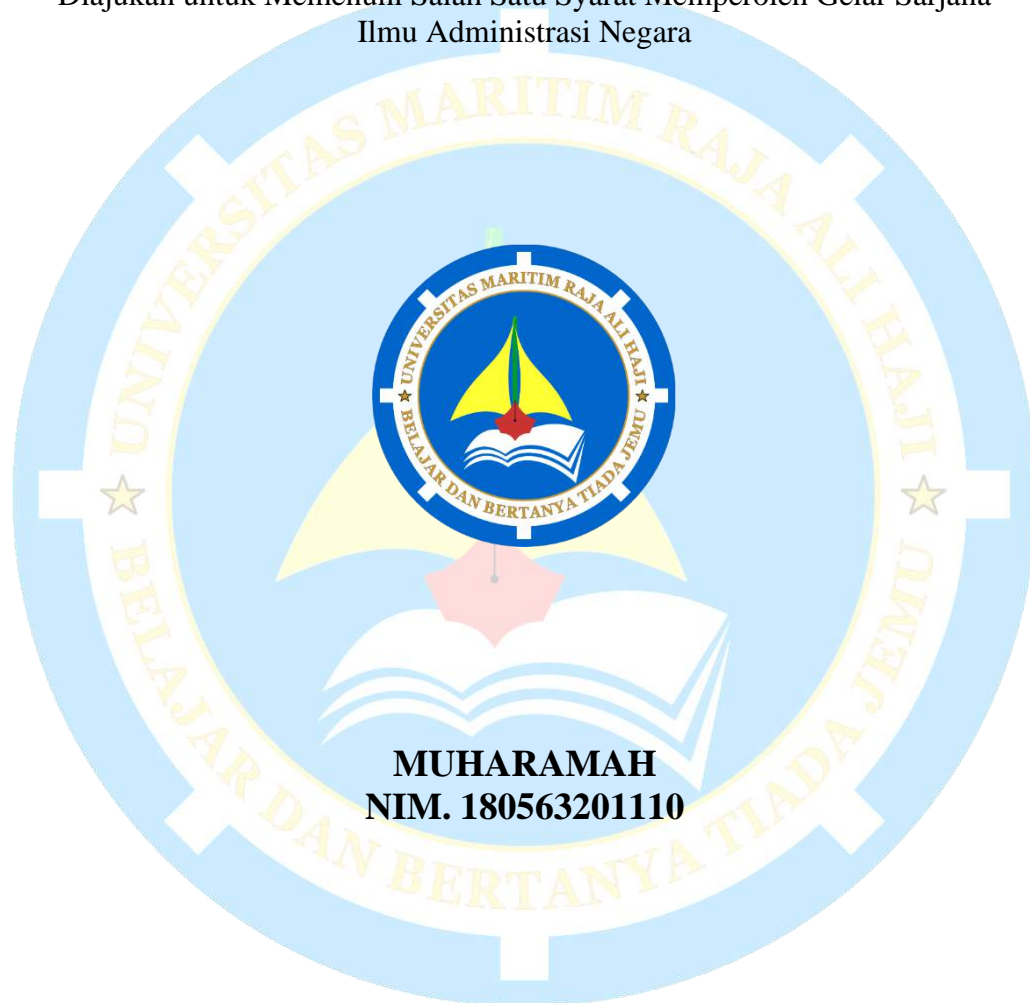 Diajukan untuk Memenuhi Salah Satu Syarat Memperoleh Gelar Sarjana
Ilmu Administrasi Negara
UNIVERSITAS MARITIM RAJA ALI HAJI
BELAJAR DAN BERTANYA TIADA JEMU
UNIVERSITAS MARITIM RAJA ALI HAJI
BELAJAR DAN BERTANYA TIADA JEMU
MUHARAMAH
NIM. 180563201110